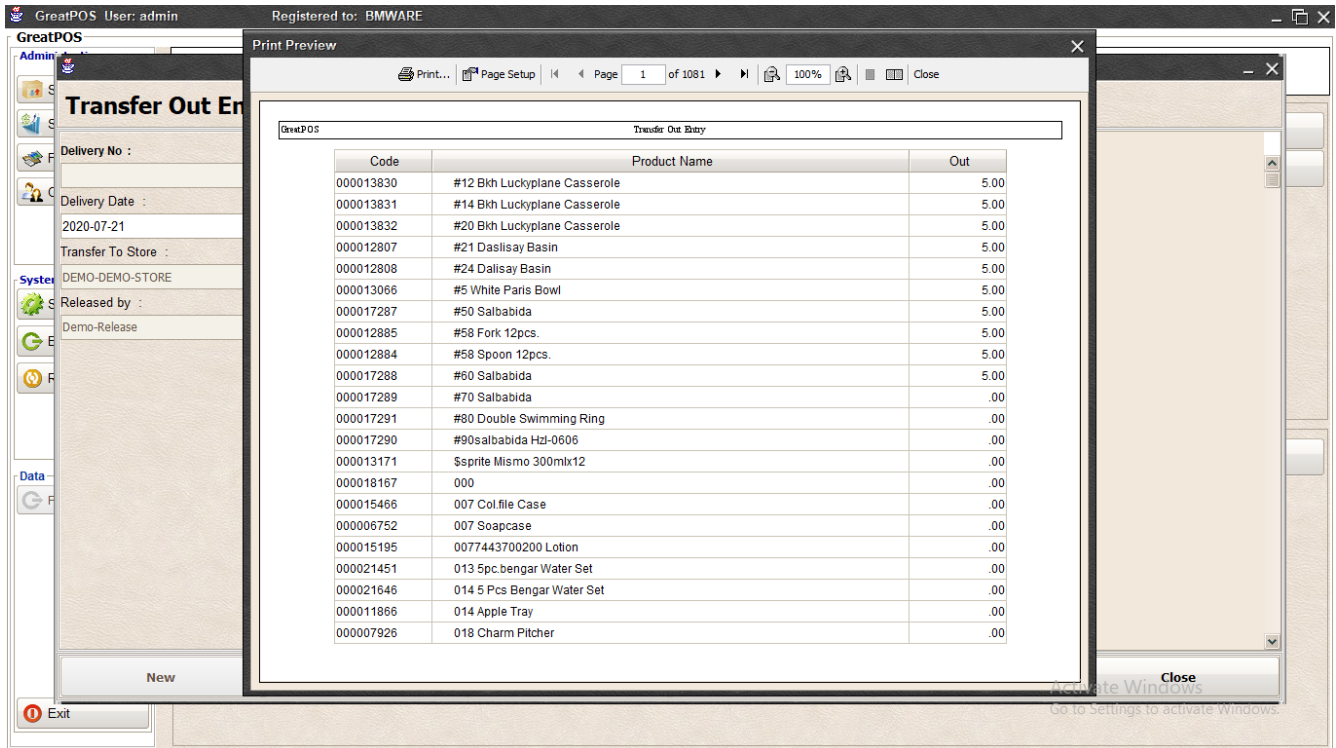 GreatPOS User: admin Registered to: BMWARE
GreatPOS
Transfer Out En
Delivery No :
Delivery Date :
2020-07-21
Transfer To Store :
DEMO-DEMO-STORE
Released by :
Demo-Release
New
Data
Exit
Print Preview
Print... Page Setup Page 1 of 1081 100% Close
GreatPOS Transfer Out Entry
Code Product Name Out
000013830 #12 Bkh Luckyplane Casserole 5.00
000013831 #14 Bkh Luckyplane Casserole 5.00
000013832 #20 Bkh Luckyplane Casserole 5.00
000012807 #21 Daslisay Basin 5.00
000012808 #24 Dalisay Basin 5.00
000013066 #5 White Paris Bowl 5.00
000017287 #50 Salbabida 5.00
000012885 #58 Fork 12pcs. 5.00
000012884 #58 Spoon 12pcs. 5.00
000017288 #60 Salbabida 5.00
000017289 #70 Salbabida .00
000017291 #80 Double Swimming Ring .00
000017290 #90salbabida Hzl-0606 .00
000013171 $sprite Mismo 300mlx12 .00
000018167 000 .00
000015466 007 Col.file Case .00
000006752 007 Soapcase .00
000015195 0077443700200 Lotion .00
000021451 013 5pc.bengar Water Set .00
000021646 014 5 Pcs Bengar Water Set .00
000011866 014 Apple Tray .00
000007926 018 Charm Pitcher .00
Close
Activate Windows
Go to Settings to activate Windows.